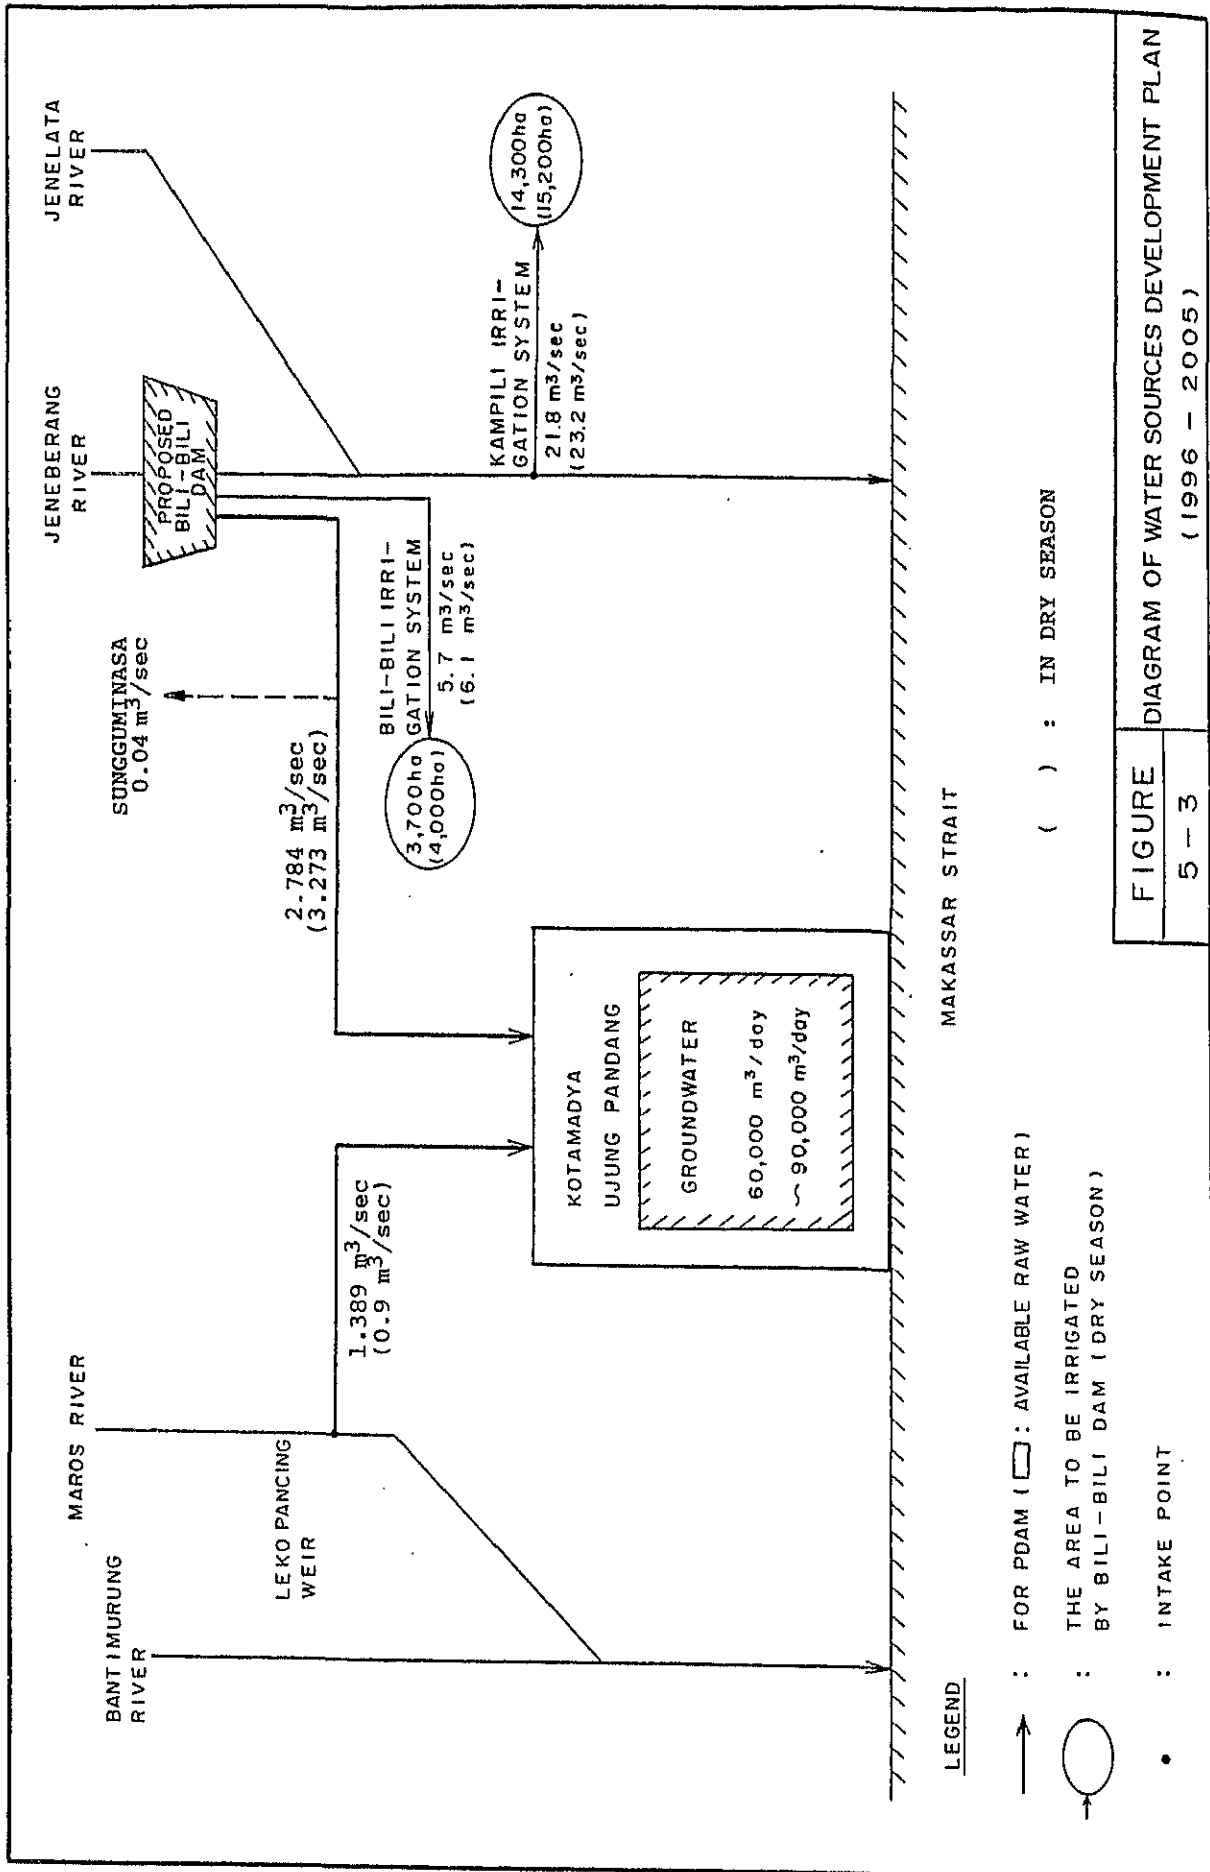 BANTIMURUNG
RIVER
MAROS RIVER
JENEBERANG
RIVER
JENELATA
RIVER
PROPOSED
BILI-BILI
DAM
SUNGGUMINASA
0.04 m³/sec
LEKO PANCING
WEIR
1.389 m³/sec
(0.9 m³/sec)
2.784 m³/sec
(3.273 m³/sec)
BILI-BILI IRRI-
GATION SYSTEM
5.7 m³/sec
(6.1 m³/sec)
3,700ha
(4,000ha)
KAMPILI IRRI-
GATION SYSTEM
21.8 m³/sec
(23.2 m³/sec)
14,300ha
(15,200ha)
KOTAMADYA
UJUNG PANDANG
GROUNDWATER
60,000 m³/day
~ 90,000 m³/day
MAKASSAR STRAIT
LEGEND
: FOR PDAM ( : AVAILABLE RAW WATER)
: THE AREA TO BE IRRIGATED
BY BILI-BILI DAM (DRY SEASON)
• : INTAKE POINT
( ) : IN DRY SEASON
FIGURE
5-3
DIAGRAM OF WATER SOURCES DEVELOPMENT PLAN
(1996-2005)